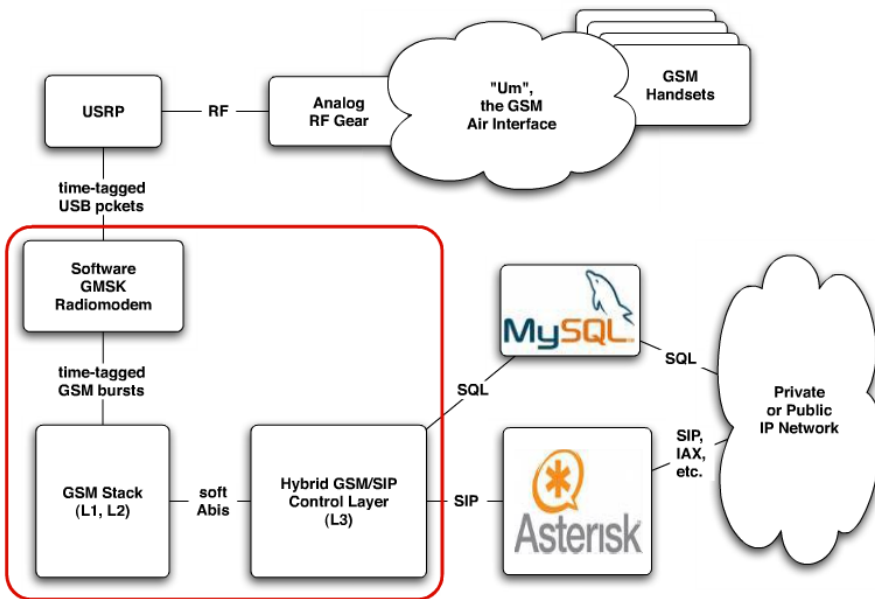 USRP
RF
Analog
RF Gear
"Um",
the GSM
Air Interface
GSM
Handsets
time-tagged
USB pckets
Software
GMSK
Radiomodem
time-tagged
GSM bursts
GSM Stack
(L1, L2)
soft
Abis
Hybrid GSM/SIP
Control Layer
(L3)
SQL
MySQL
SQL
SIP
Asterisk
SIP,
IAX,
etc.
Private
or Public
IP Network